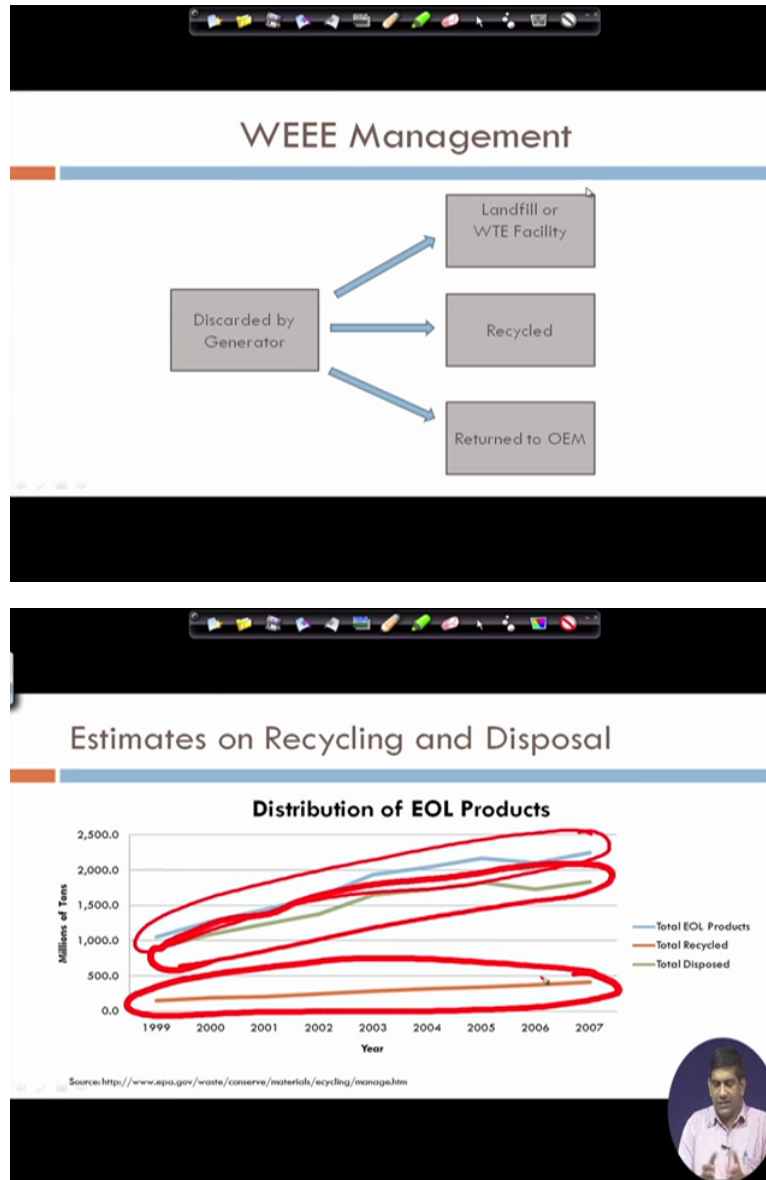 WEEE Management
Landfill or
WTE Facility
Discarded by
Generator
Recycled
Returned to OEM
Estimates on Recycling and Disposal
Distribution of EOL Products
2,500.0
2,000.0
1,500.0
1,000.0
500.0
0.0
Millions of Tons
1999 2000 2001 2002 2003 2004 2005 2006 2007
Year
Total EOL Products
Total Recycled
Total Disposed
Source: http://www.epa.gov/waste/conserve/materials/ecycling/manage.htm